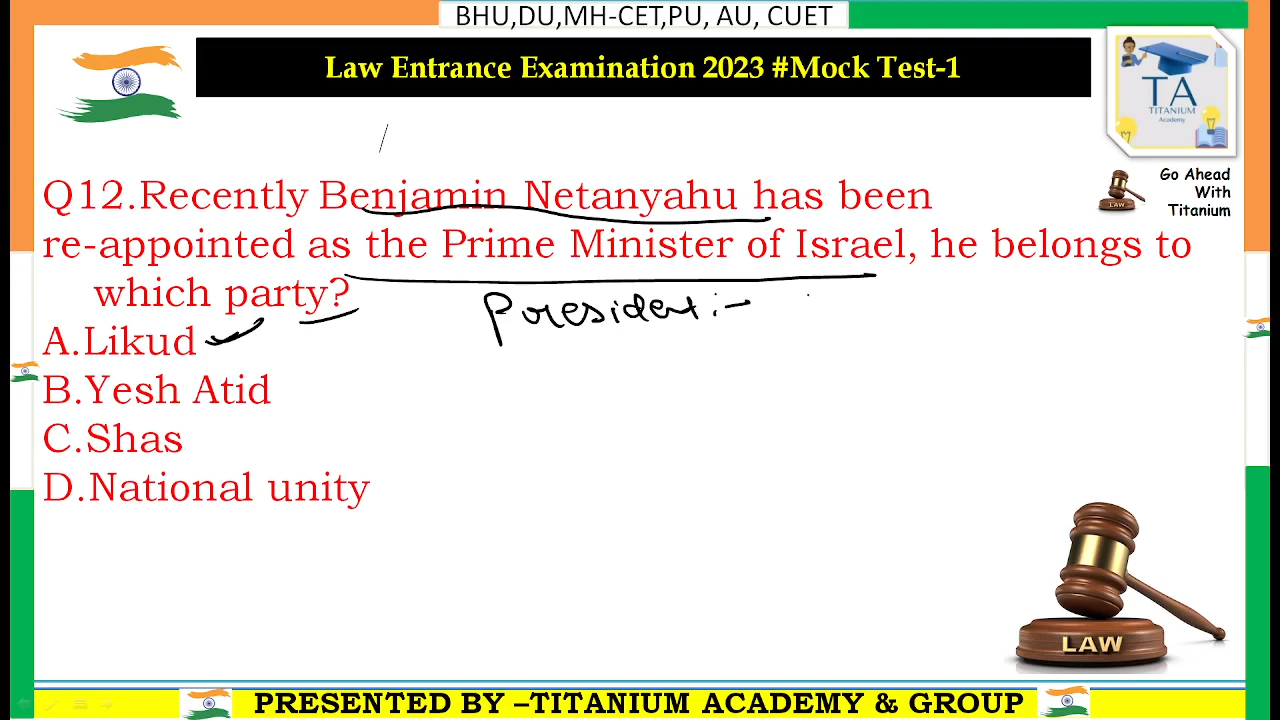 BHU,DU,MH-CET,PU, AU, CUET
Law Entrance Examination 2023 #Mock Test-1
TA
TITANIUM
Academy
Go Ahead
With
Titanium
LAW
Q12.Recently Benjamin Netanyahu has been
re-appointed as the Prime Minister of Israel, he belongs to
which party?
President:-
A.Likud
B.Yesh Atid
C.Shas
D.National unity
LAW
PRESENTED BY –TITANIUM ACADEMY & GROUP